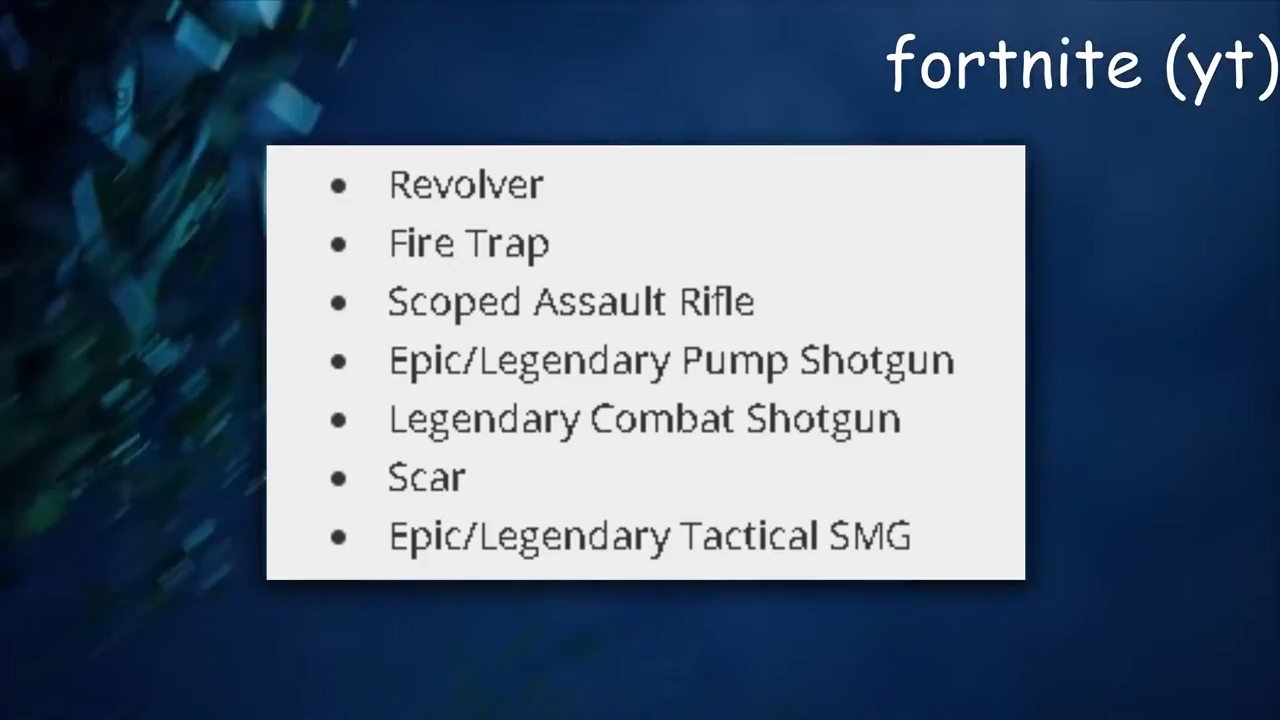 fortnite (yt)
• Revolver
• Fire Trap
• Scoped Assault Rifle
• Epic/Legendary Pump Shotgun
• Legendary Combat Shotgun
• Scar
• Epic/Legendary Tactical SMG